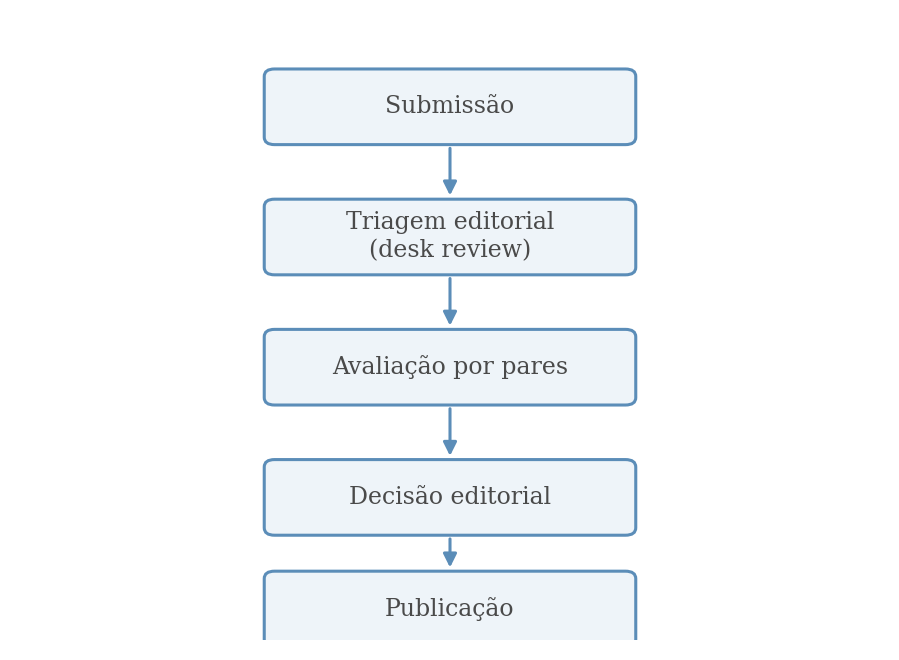 Submissão
Triagem editorial
(desk review)
Avaliação por pares
Decisão editorial
Publicação